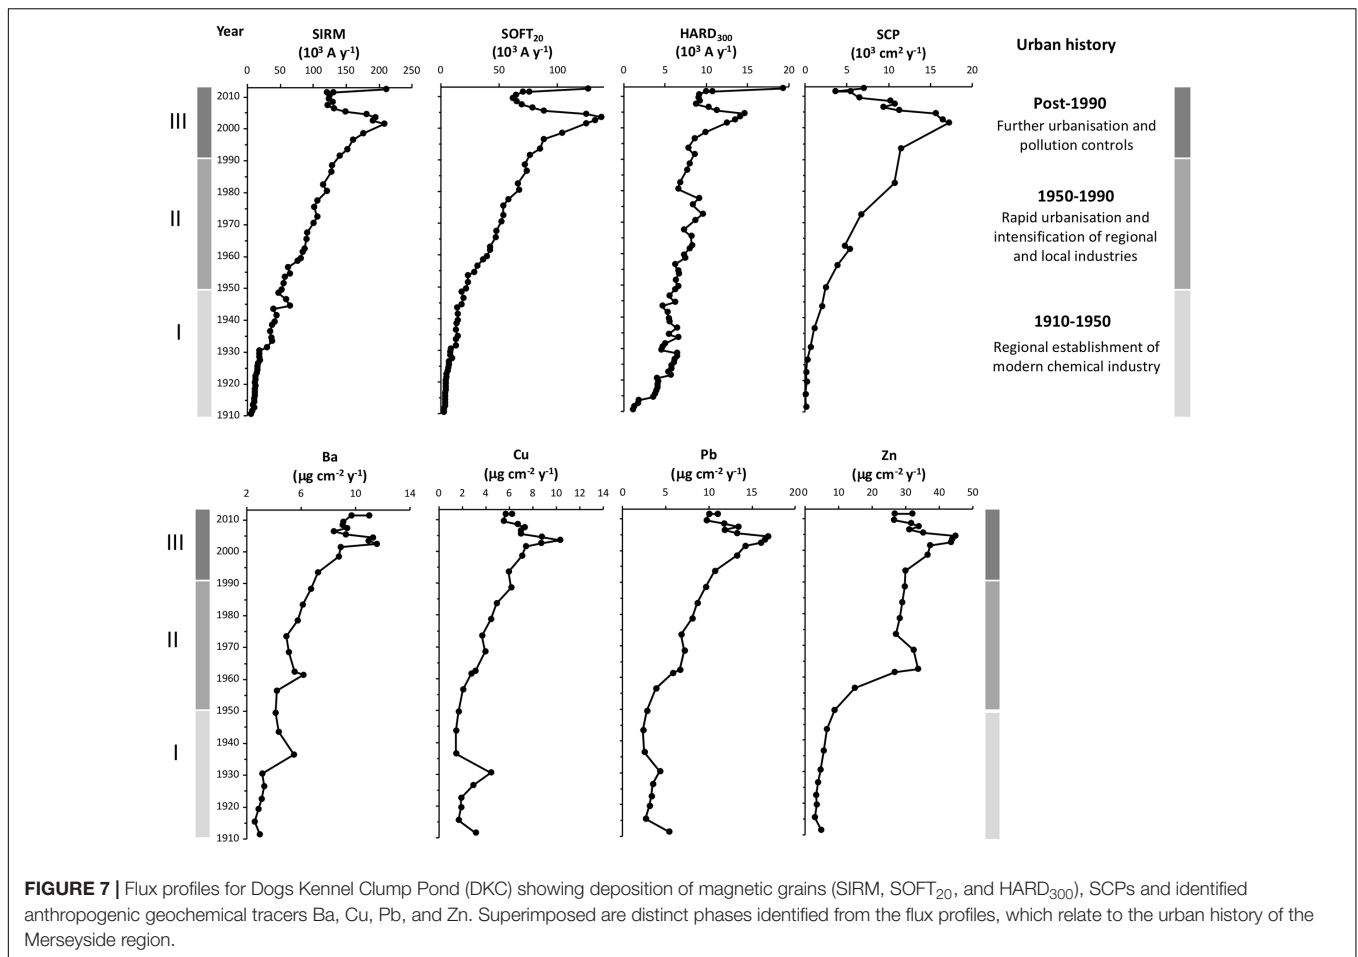 Year
SIRM
(10³ A y⁻¹)
0 50 100 150 200 250
SOFT₂₀
(10³ A y⁻¹)
0 50 100
HARD₃₀₀
(10³ A y⁻¹)
0 5 10 15 20
SCP
(10³ cm² y⁻¹)
0 5 10 15 20
Urban history
2010
2000
1990
1980
1970
1960
1950
1940
1930
1920
1910
III
II
I
Post-1990
Further urbanisation and
pollution controls
1950-1990
Rapid urbanisation and
intensification of regional
and local industries
1910-1950
Regional establishment of
modern chemical industry
Ba
(µg cm⁻² y⁻¹)
2 6 10 14
Cu
(µg cm⁻² y⁻¹)
0 2 4 6 8 10 12 14
Pb
(µg cm⁻² y⁻¹)
0 5 10 15 20
Zn
(µg cm⁻² y⁻¹)
0 10 20 30 40 50
2010
2000
1990
1980
1970
1960
1950
1940
1930
1920
1910
III
II
I
FIGURE 7 | Flux profiles for Dogs Kennel Clump Pond (DKC) showing deposition of magnetic grains (SIRM, SOFT₂₀, and HARD₃₀₀), SCPs and identified
anthropogenic geochemical tracers Ba, Cu, Pb, and Zn. Superimposed are distinct phases identified from the flux profiles, which relate to the urban history of the
Merseyside region.